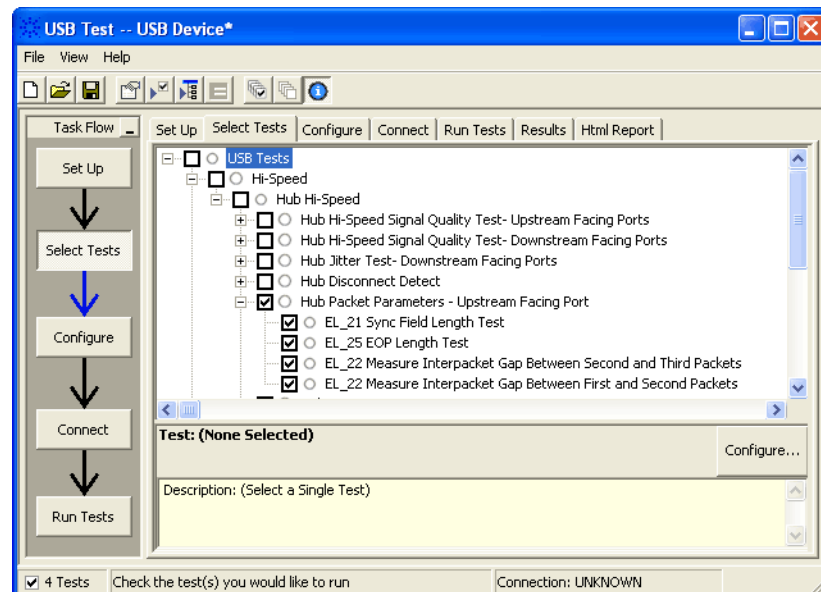 USB Test -- USB Device*
File View Help
Task Flow
Set Up Select Tests Configure Connect Run Tests Results Html Report
Set Up
Select Tests
Configure
Connect
Run Tests
USB Tests
Hi-Speed
Hub Hi-Speed
Hub Hi-Speed Signal Quality Test- Upstream Facing Ports
Hub Hi-Speed Signal Quality Test- Downstream Facing Ports
Hub Jitter Test- Downstream Facing Ports
Hub Disconnect Detect
Hub Packet Parameters - Upstream Facing Port
EL_21 Sync Field Length Test
EL_25 EOP Length Test
EL_22 Measure Interpacket Gap Between Second and Third Packets
EL_22 Measure Interpacket Gap Between First and Second Packets
Test: (None Selected)
Configure...
Description: (Select a Single Test)
4 Tests Check the test(s) you would like to run Connection: UNKNOWN